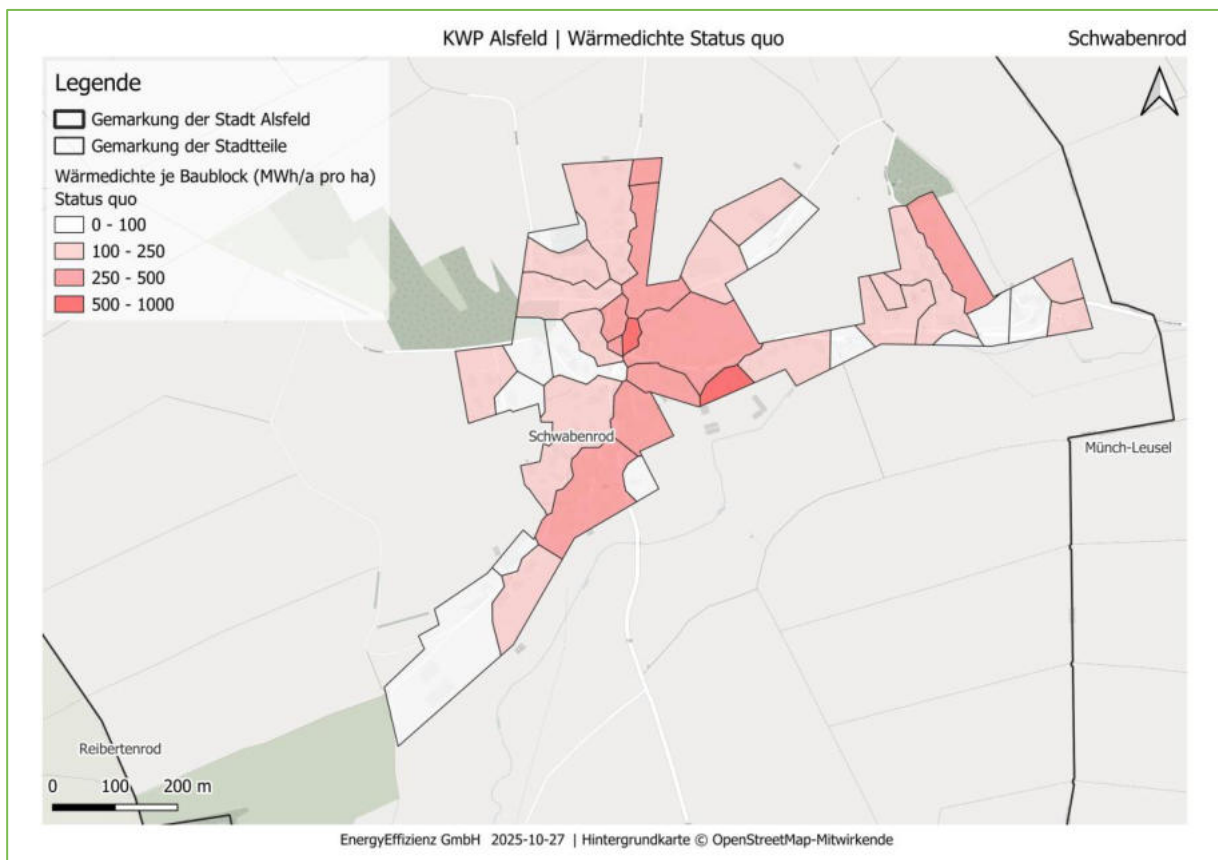 KWP Alsfeld | Wärmedichte Status quo
Schwabenrod
Legende
Gemarkung der Stadt Alsfeld
Gemarkung der Stadtteile
Wärmedichte je Baublock (MWh/a pro ha)
Status quo
0 - 100
100 - 250
250 - 500
500 - 1000
Schwabenrod
Münch-Leusel
Reibertenrod
0 100 200 m
EnergyEffizienz GmbH 2025-10-27 | Hintergrundkarte © OpenStreetMap-Mitwirkende